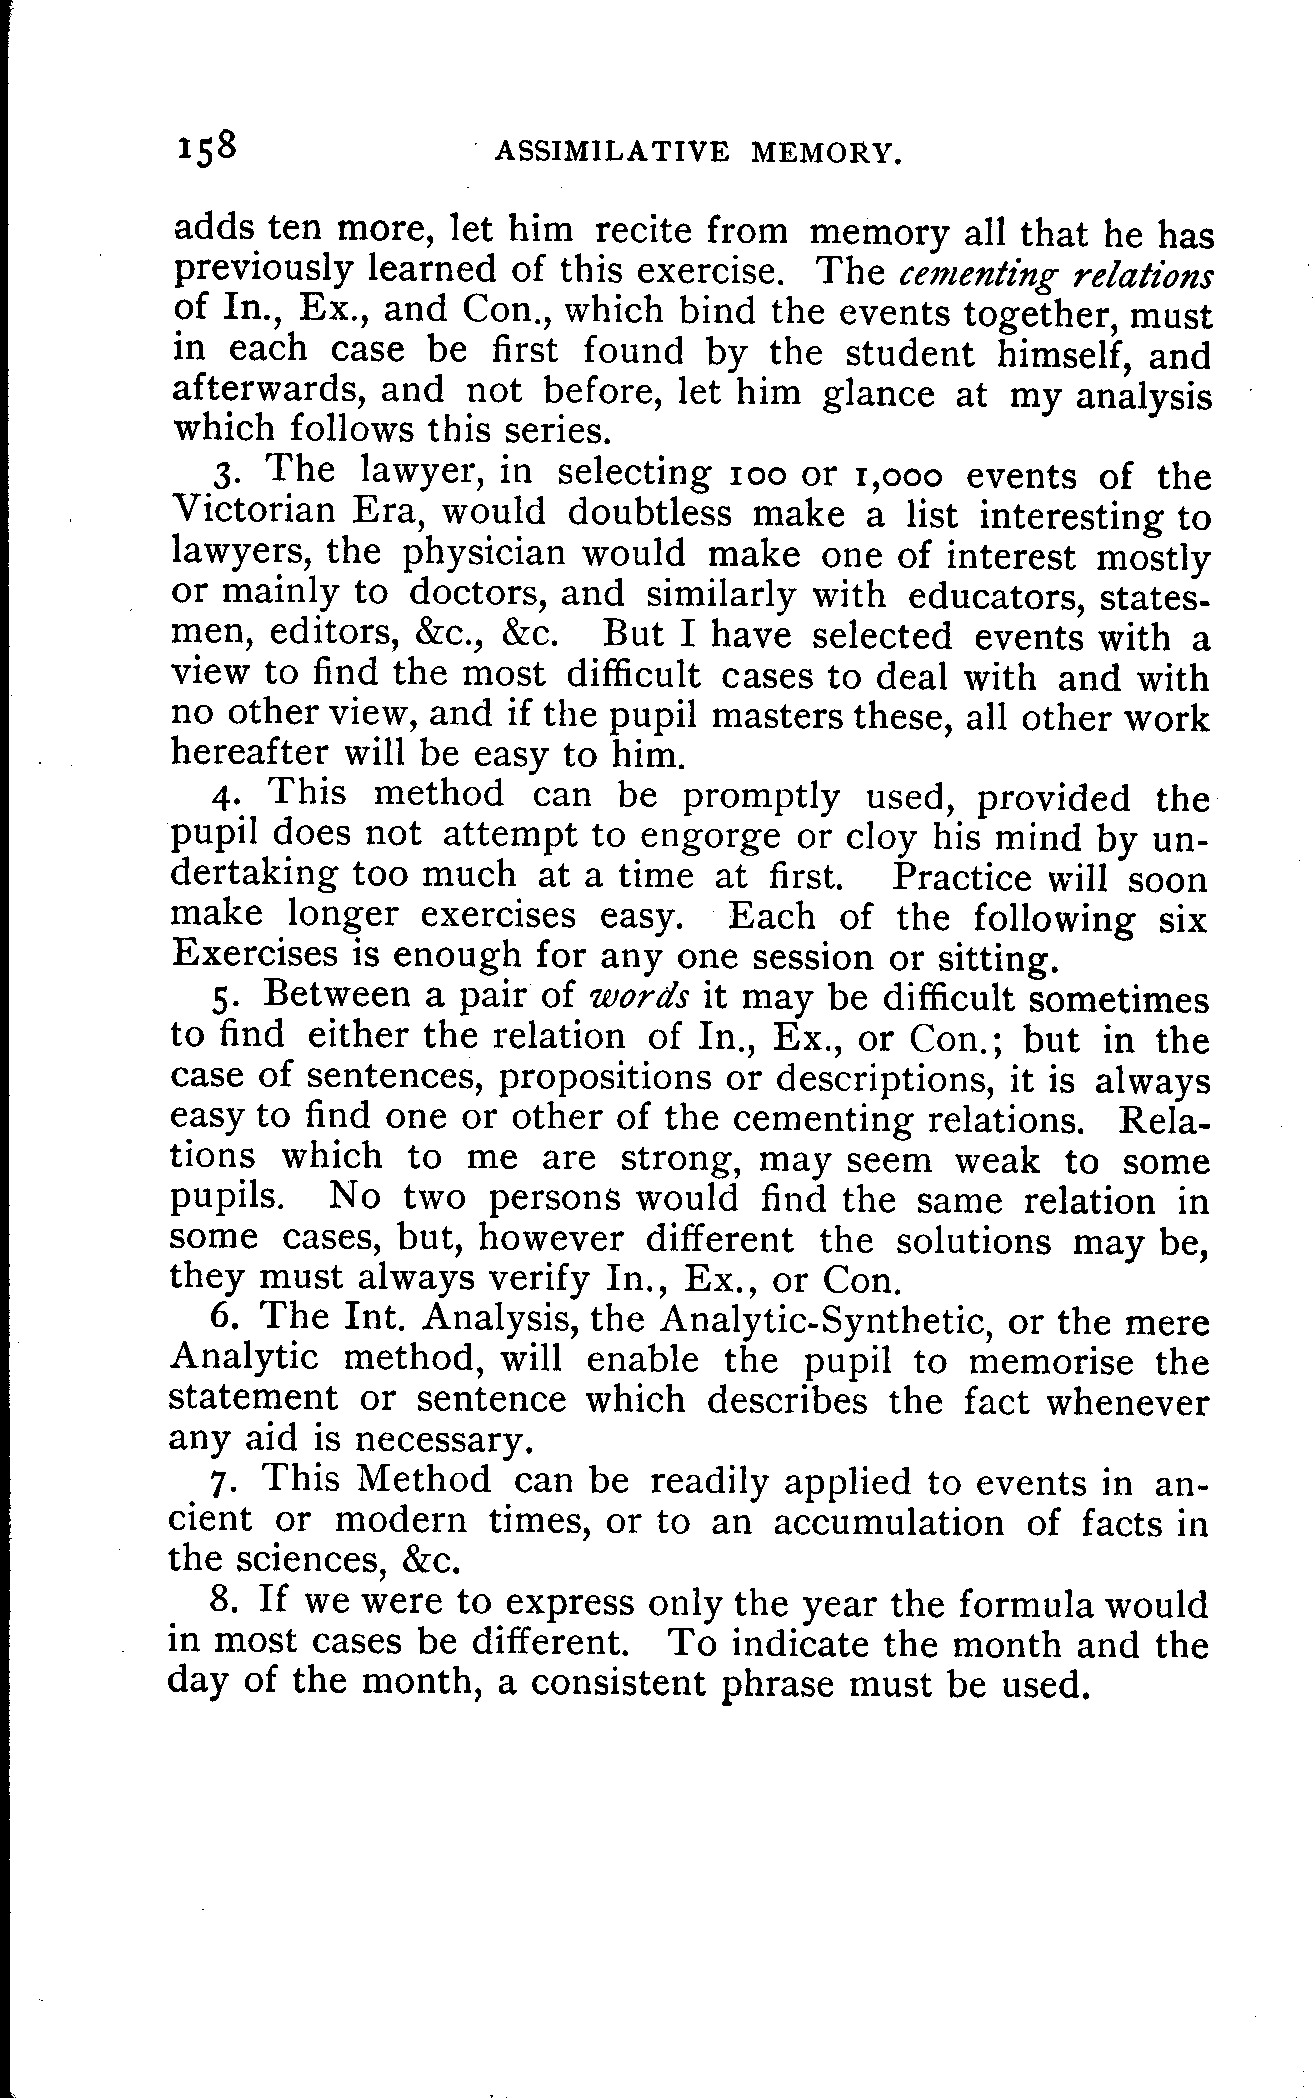 158 ASSIMILATIVE MEMORY.
adds ten more, let him recite from memory all that he has
previously learned of this exercise. The cementing relations
of In., Ex., and Con., which bind the events together, must
in each case be first found by the student himself, and
afterwards, and not before, let him glance at my analysis
which follows this series.
3. The lawyer, in selecting 100 or 1,000 events of the
Victorian Era, would doubtless make a list interesting to
lawyers, the physician would make one of interest mostly
or mainly to doctors, and similarly with educators, states-
men, editors, &c., &c. But I have selected events with a
view to find the most difficult cases to deal with and with
no other view, and if the pupil masters these, all other work
hereafter will be easy to him.
4. This method can be promptly used, provided the
pupil does not attempt to engorge or cloy his mind by un-
dertaking too much at a time at first. Practice will soon
make longer exercises easy. Each of the following six
Exercises is enough for any one session or sitting.
5. Between a pair of words it may be difficult sometimes
to find either the relation of In., Ex., or Con.; but in the
case of sentences, propositions or descriptions, it is always
easy to find one or other of the cementing relations. Rela-
tions which to me are strong, may seem weak to some
pupils. No two persons would find the same relation in
some cases, but, however different the solutions may be,
they must always verify In., Ex., or Con.
6. The Int. Analysis, the Analytic-Synthetic, or the mere
Analytic method, will enable the pupil to memorise the
statement or sentence which describes the fact whenever
any aid is necessary.
7. This Method can be readily applied to events in an-
cient or modern times, or to an accumulation of facts in
the sciences, &c.
8. If we were to express only the year the formula would
in most cases be different. To indicate the month and the
day of the month, a consistent phrase must be used.